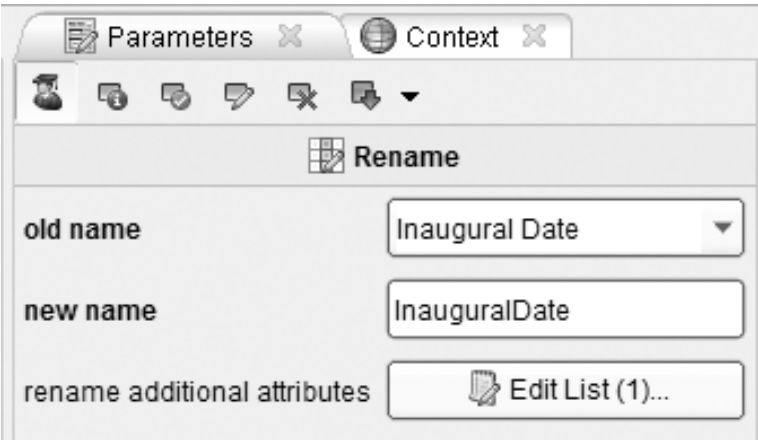 Parameters Context
Rename
old name Inaugural Date
new name InauguralDate
rename additional attributes Edit List (1)...